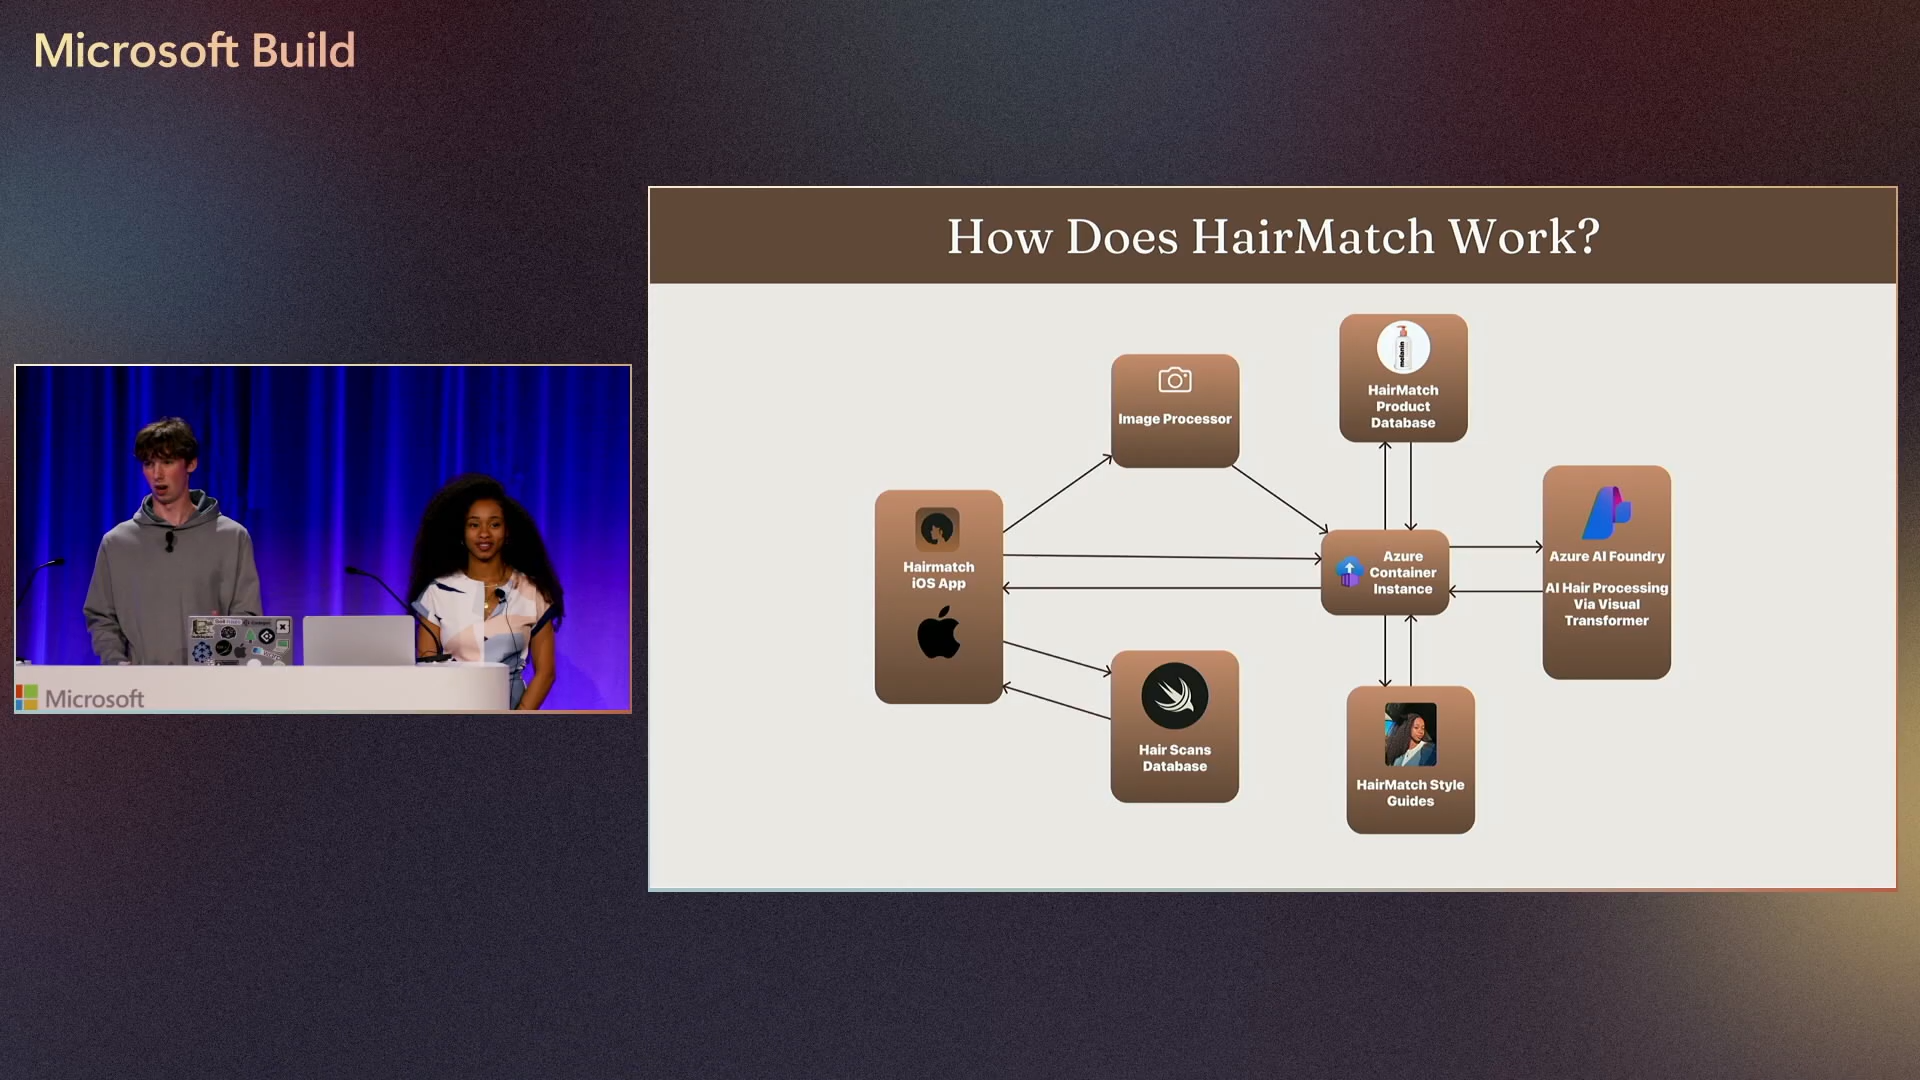 Microsoft Build
How Does HairMatch Work?
HairMatch
Product
Database
Image Processor
melanin
Hairmatch
iOS App
Azure
Container
Instance
Azure AI Foundry
AI Hair Processing
Via Visual
Transformer
Hair Scans
Database
HairMatch Style
Guides
Microsoft